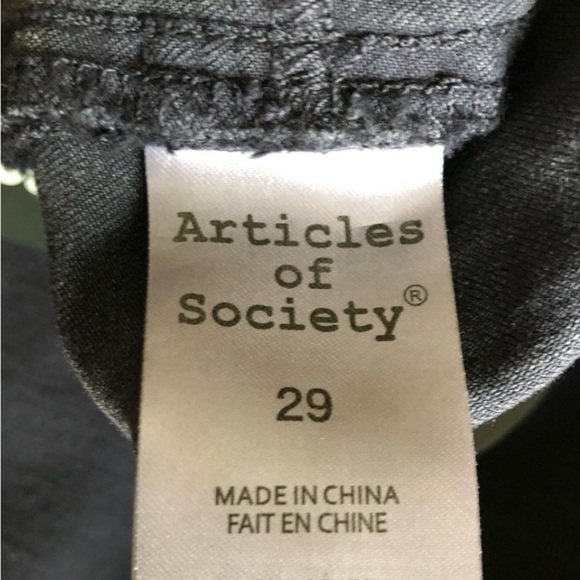 Articles
of
Society®
29
MADE IN CHINA
FAIT EN CHINE